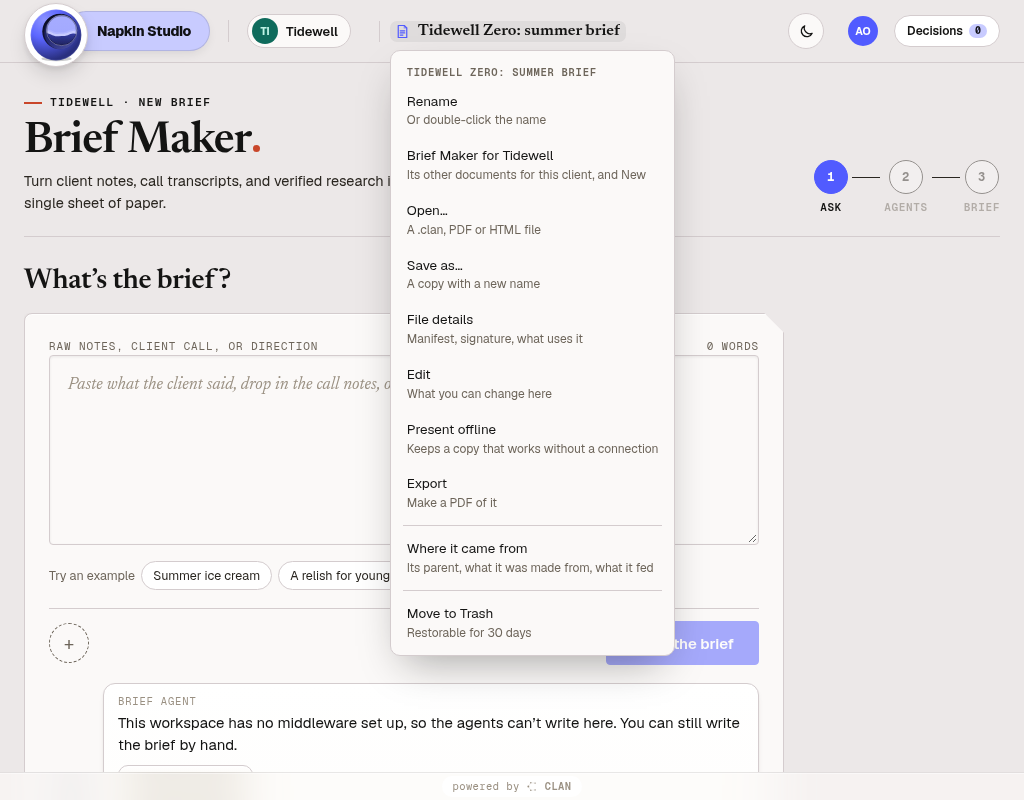 Napkin Studio
TI Tidewell
Tidewell Zero: summer brief
AO
Decisions 0
TIDEWELL ZERO: SUMMER BRIEF
Rename
Or double-click the name
Brief Maker for Tidewell
Its other documents for this client, and New
Open…
A .clan, PDF or HTML file
Save as…
A copy with a new name
File details
Manifest, signature, what uses it
Edit
What you can change here
Present offline
Keeps a copy that works without a connection
Export
Make a PDF of it
Where it came from
Its parent, what it was made from, what it fed
Move to Trash
Restorable for 30 days
TIDEWELL · NEW BRIEF
Brief Maker.
Turn client notes, call transcripts, and verified research
single sheet of paper.
1 2 3
ASK AGENTS BRIEF
What’s the brief?
RAW NOTES, CLIENT CALL, OR DIRECTION 0 WORDS
Paste what the client said, drop in the call notes,
Try an example Summer ice cream A relish for young
+ the brief
BRIEF AGENT
This workspace has no middleware set up, so the agents can’t write here. You can still write
the brief by hand.
powered by CLAN